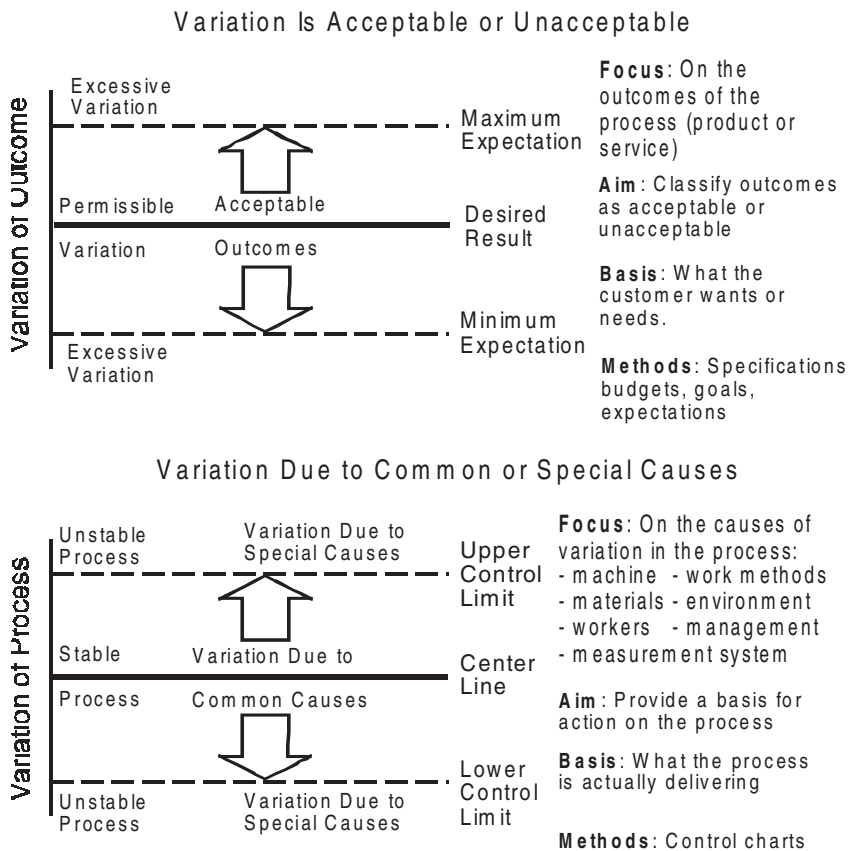 Variation Is Acceptable or Unacceptable
Variation of Outcome
Excessive
Variation
Permissible
Variation
Excessive
Variation
Acceptable
Outcomes
Maximum
Expectation
Desired
Result
Minimum
Expectation
Focus: On the
outcomes of the
process (product or
service)
Aim: Classify outcomes
as acceptable or
unacceptable
Basis: What the
customer wants or
needs.
Methods: Specifications
budgets, goals,
expectations
Variation Due to Common or Special Causes
Variation of Process
Unstable
Process
Variation Due to
Special Causes
Stable
Process
Variation Due to
Common Causes
Unstable
Process
Variation Due to
Special Causes
Upper
Control
Limit
Center
Line
Lower
Control
Limit
Focus: On the causes of
variation in the process:
- machine - work methods
- materials - environment
- workers - management
- measurement system
Aim: Provide a basis for
action on the process
Basis: What the process
is actually delivering
Methods: Control charts